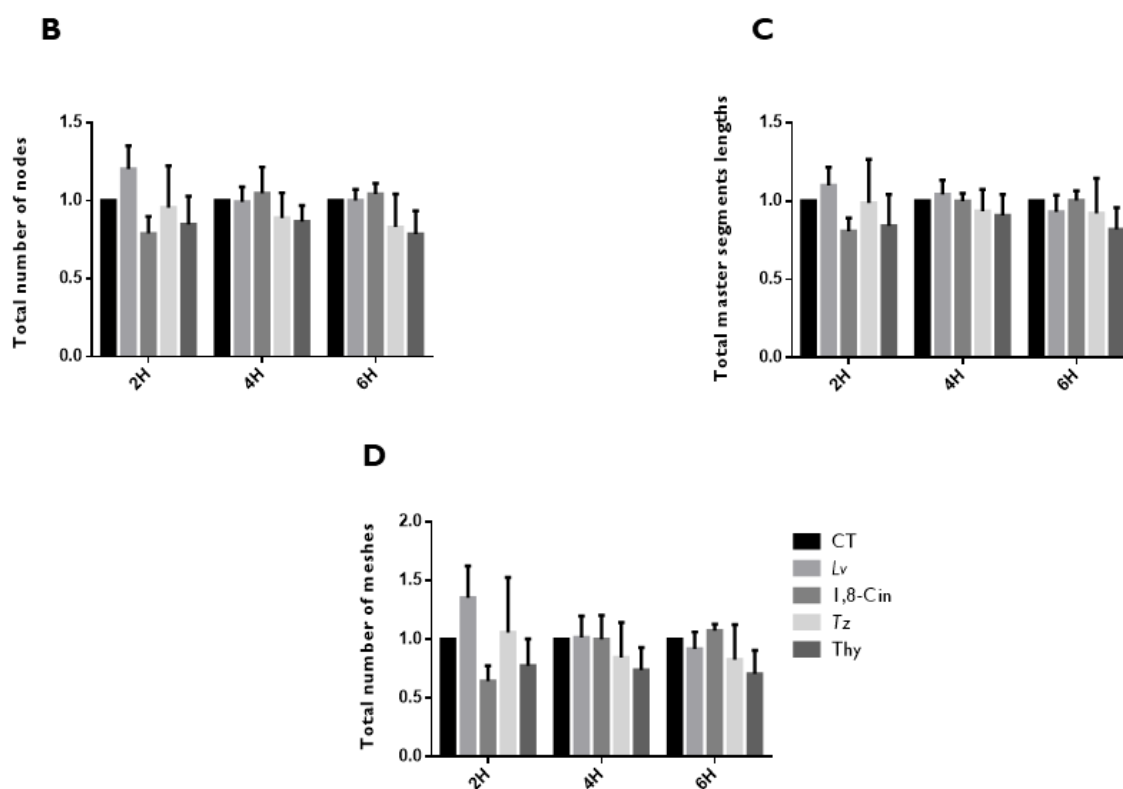 B
Total number of nodes
1.5
1.0
0.5
0.0
2H
4H
6H
C
Total master segments lengths
1.5
1.0
0.5
0.0
2H
4H
6H
D
Total number of meshes
2.0
1.5
1.0
0.5
0.0
2H
4H
6H
CT
Lv
1,8-Cin
Tz
Thy